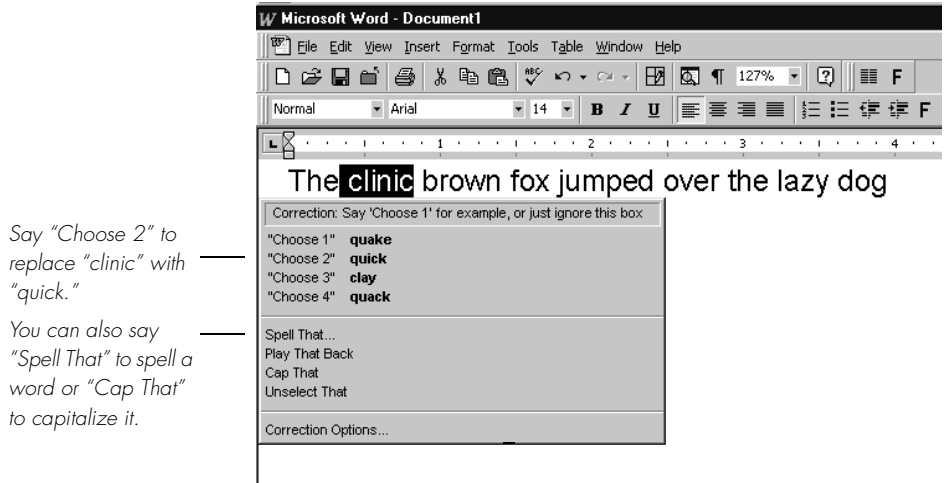 Microsoft Word - Document1
File Edit View Insert Format Tools Table Window Help
ABC 127% ? F
Normal Arial 14 B I U F
1 2 3 4
The clinic brown fox jumped over the lazy dog
Correction: Say 'Choose 1' for example, or just ignore this box
"Choose 1" quake
"Choose 2" quick
"Choose 3" clay
"Choose 4" quack
Spell That...
Play That Back
Cap That
Unselect That
Correction Options...
Say “Choose 2” to
replace “clinic” with
“quick.”
You can also say
“Spell That” to spell a
word or “Cap That”
to capitalize it.